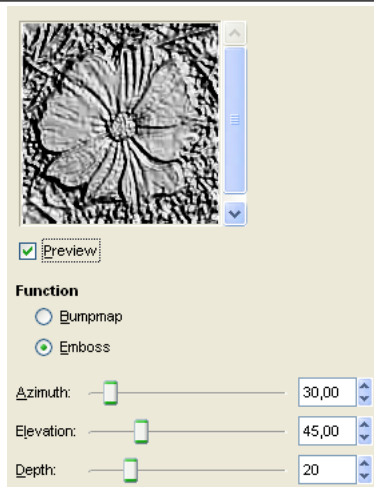 Preview
Function
Bumpmap
Emboss
Azimuth: 30,00
Elevation: 45,00
Depth: 20